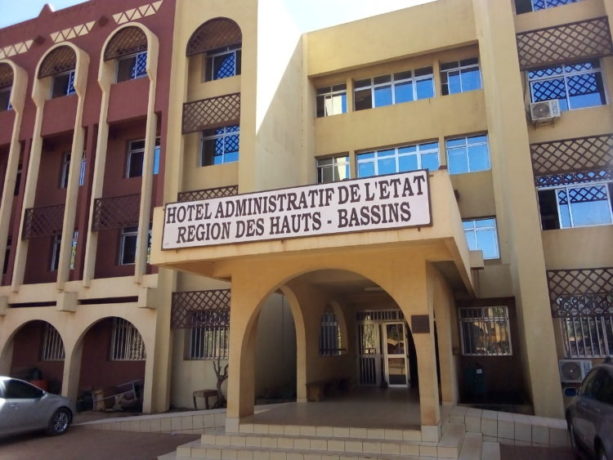 HOTEL ADMINISTRATIF DE L'ETAT
REGION DES HAUTS - BASSINS